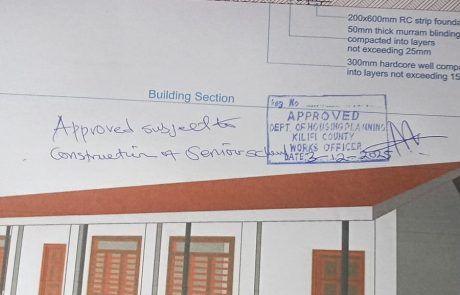 200x600mm RC strip founda
50mm thick murram blinding
compacted into layers
not exceeding 25mm
300mm hardcore well compa
into layers not exceeding 15
Building Section
Reg. No
APPROVED
DEPT. OF HOUSING PLANNING
KILIFI COUNTY
WORKS OFFICER
DATE: 2-12-2025
Approved subject to
Construction of Senior school